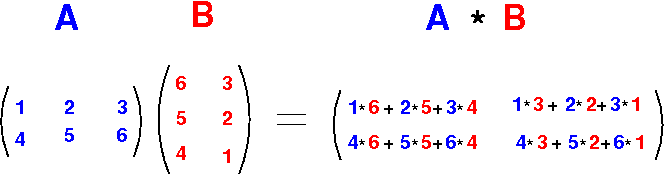 A B A * B
6 3
1 2 3 1*6 + 2*5+3*4 1*3 + 2*2+3*1
5 2 =
4 5 6 4*6 + 5*5+6*4 4*3 + 5*2+6*1
4 1